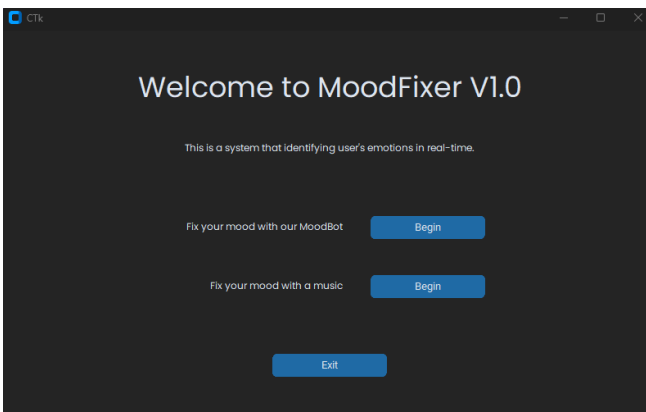 CTk
Welcome to MoodFixer V1.0
This is a system that identifying user's emotions in real-time.
Fix your mood with our MoodBot
Begin
Fix your mood with a music
Begin
Exit